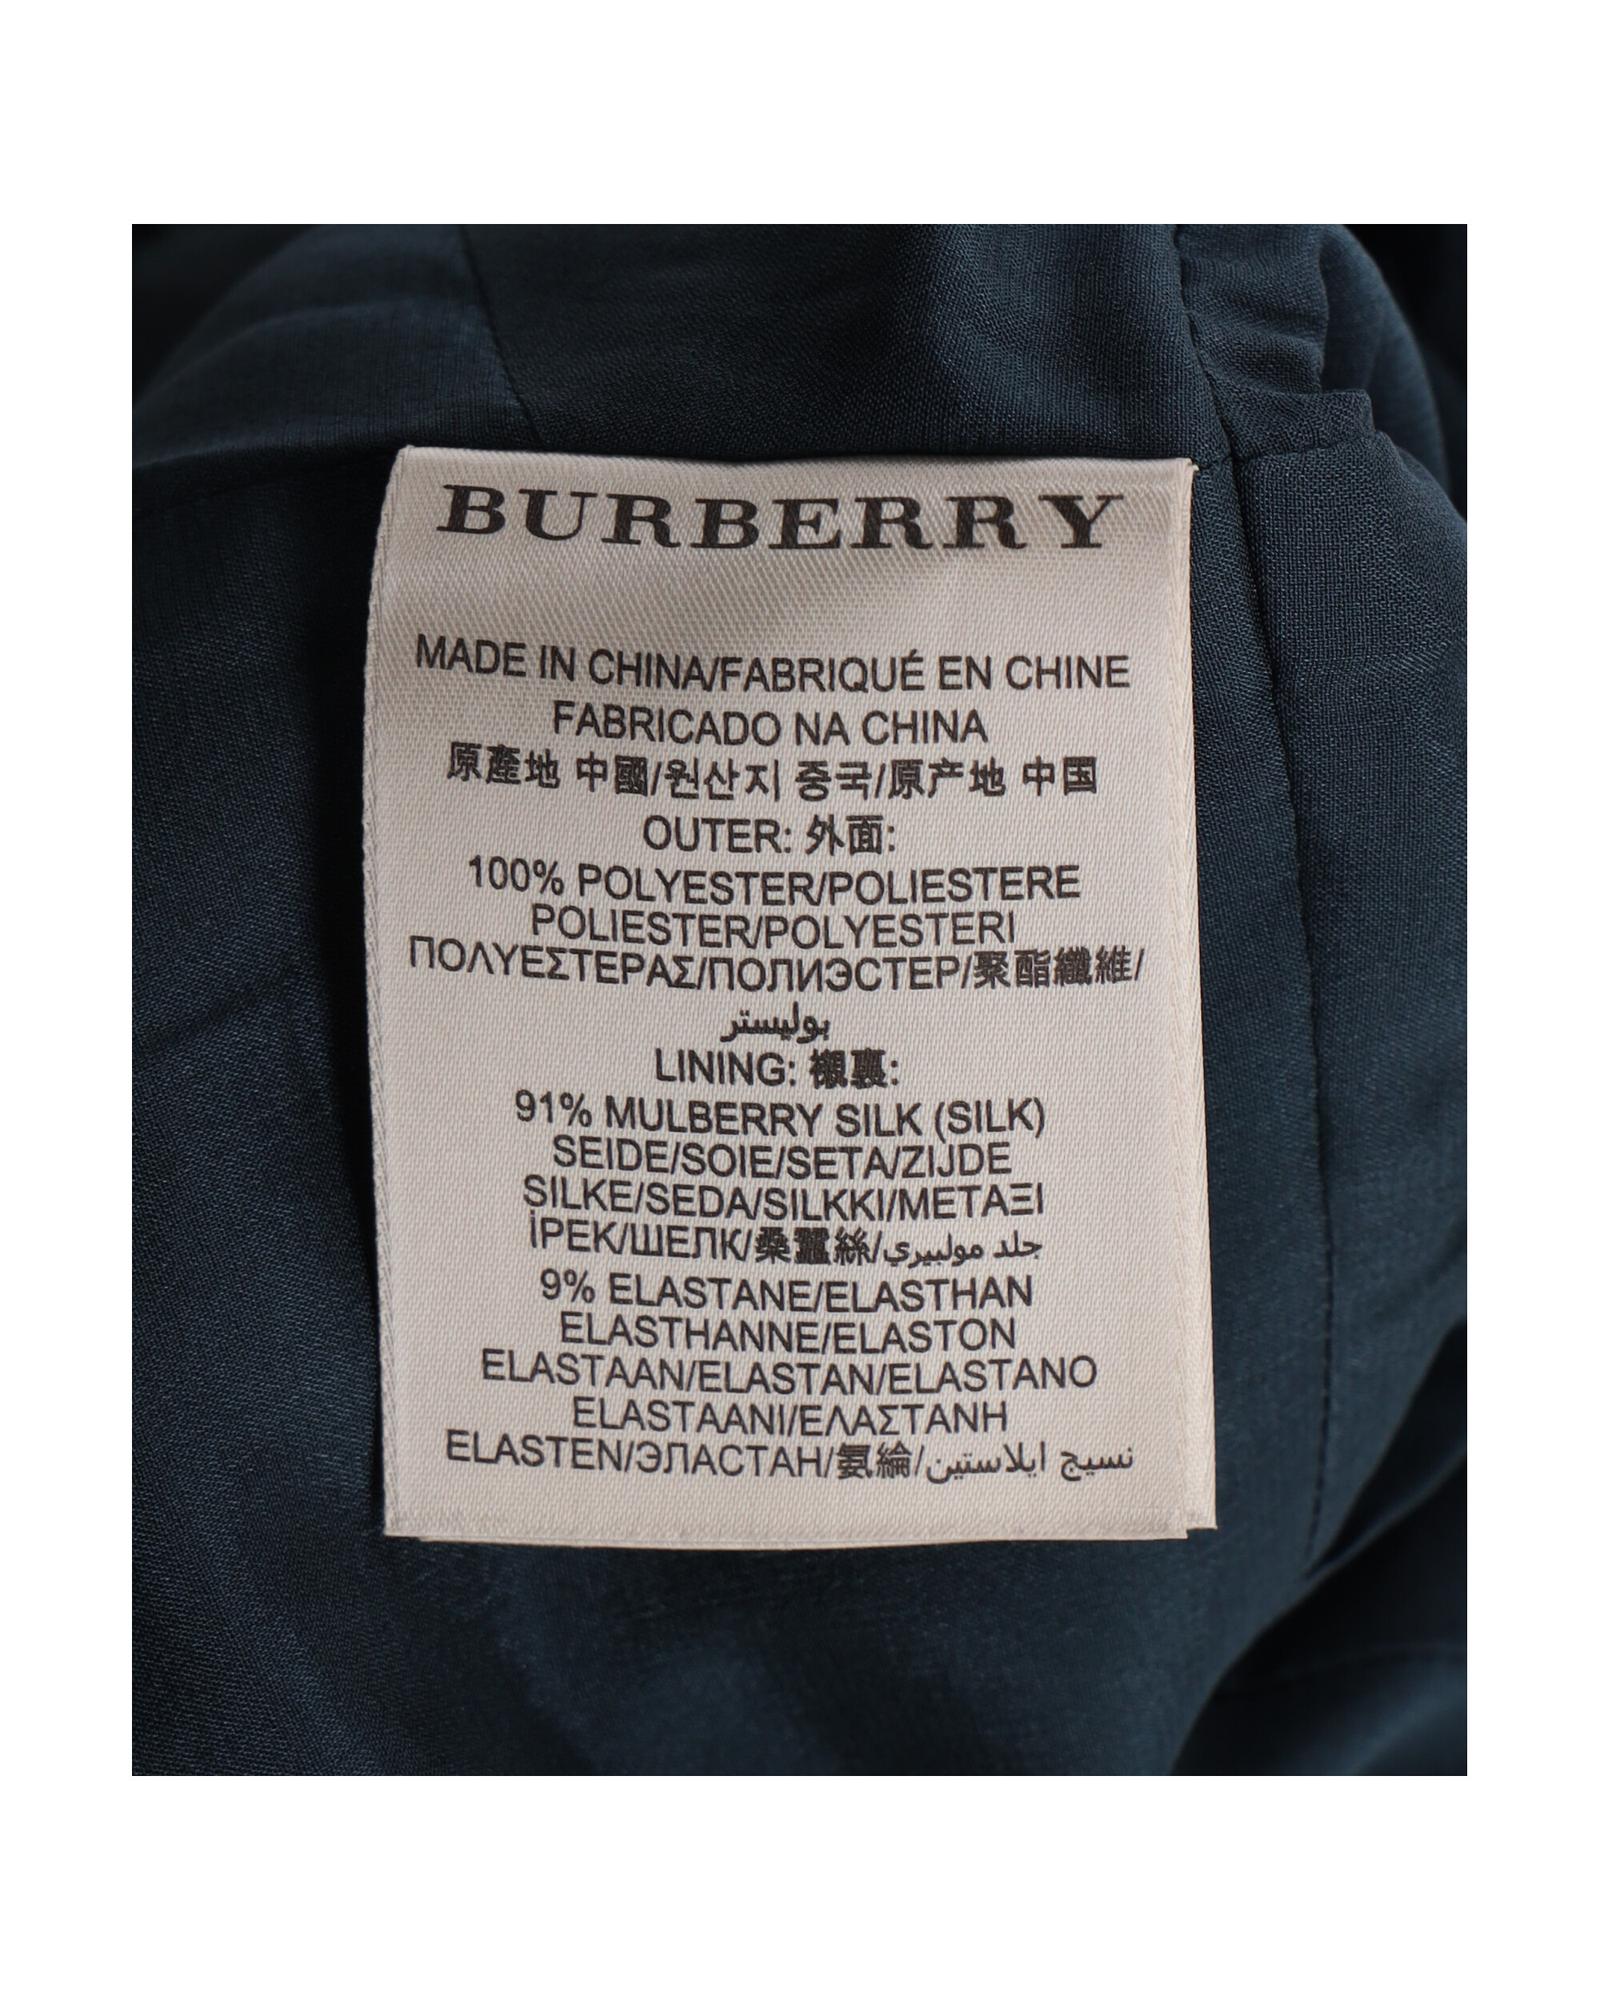 BURBERRY
MADE IN CHINA/FABRIQUÉ EN CHINE
FABRICADO NA CHINA
原產地 中國/원산지 중국/原产地 中国
OUTER: 外面:
100% POLYESTER/POLIESTERE
POLIESTER/POLYESTERI
ΠΟΛΥΕΣΤΕΡΑΣ/ПОЛИЭСТЕР/聚酯纖維/
بوليستر
LINING: 襯裏:
91% MULBERRY SILK (SILK)
SEIDE/SOIE/SETA/ZIJDE
SILKE/SEDA/SILKKI/ΜΕΤΑΞΙ
İPEK/ШЕЛК/桑蠶絲/جلد موليبري
9% ELASTANE/ELASTHAN
ELASTHANNE/ELASTON
ELASTAAN/ELASTAN/ELASTANO
ELASTAANI/ΕΛΑΣΤΑΝΗ
ELASTEN/ЭЛАСТАН/氨綸/نسيج ايلاستين